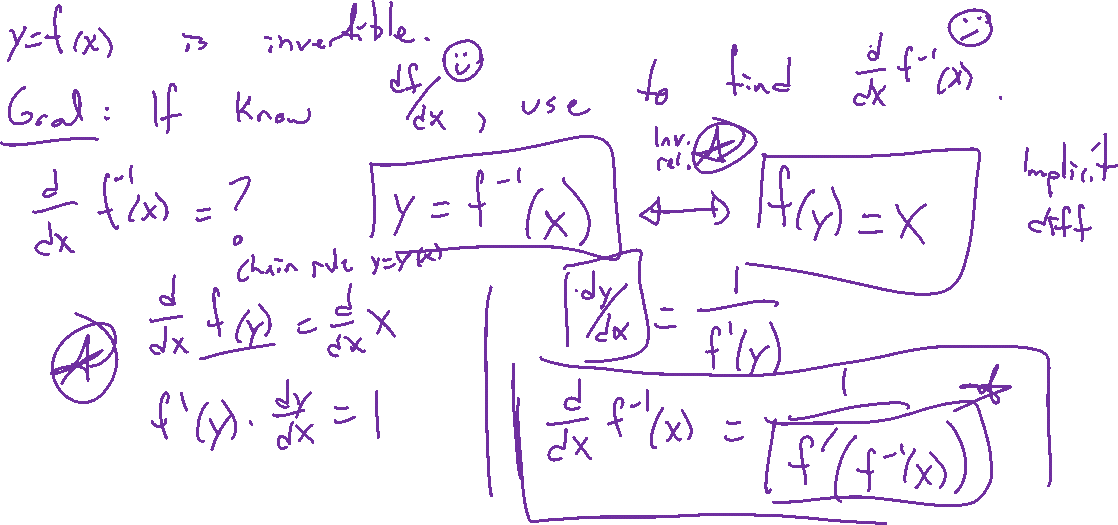 y=f(x) is invertible.
Goal: If know df/dx, use to find d/dx f⁻¹(x).
d/dx f⁻¹(x) = ?
y = f⁻¹(x) ↔ f(y) = x
Inv. rel.
Implicit diff
Chain rule y=y(x)
d/dx f(y) = d/dx x
f'(y) · dy/dx = 1
dy/dx = 1/f'(y)
d/dx f⁻¹(x) = 1/f'(f⁻¹(x))